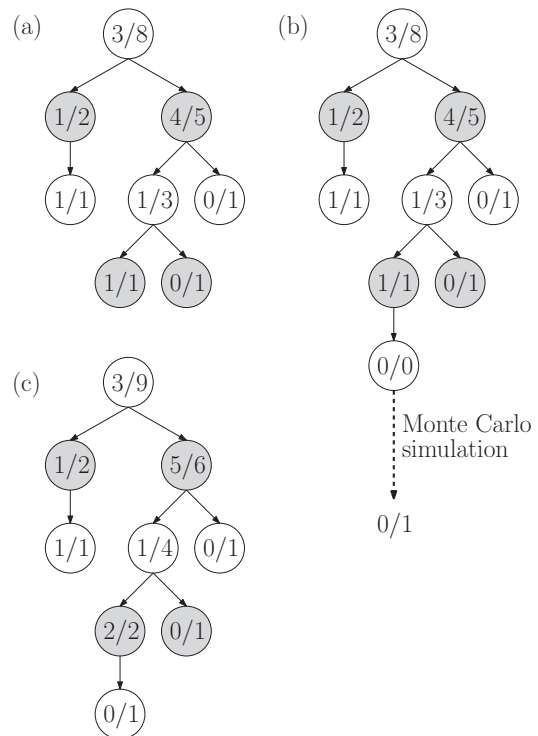 (a)
3/8
1/2 4/5
1/1 1/3 0/1
1/1 0/1
(b)
3/8
1/2 4/5
1/1 1/3 0/1
1/1 0/1
0/0
Monte Carlo
simulation
0/1
(c)
3/9
1/2 5/6
1/1 1/4 0/1
2/2 0/1
0/1